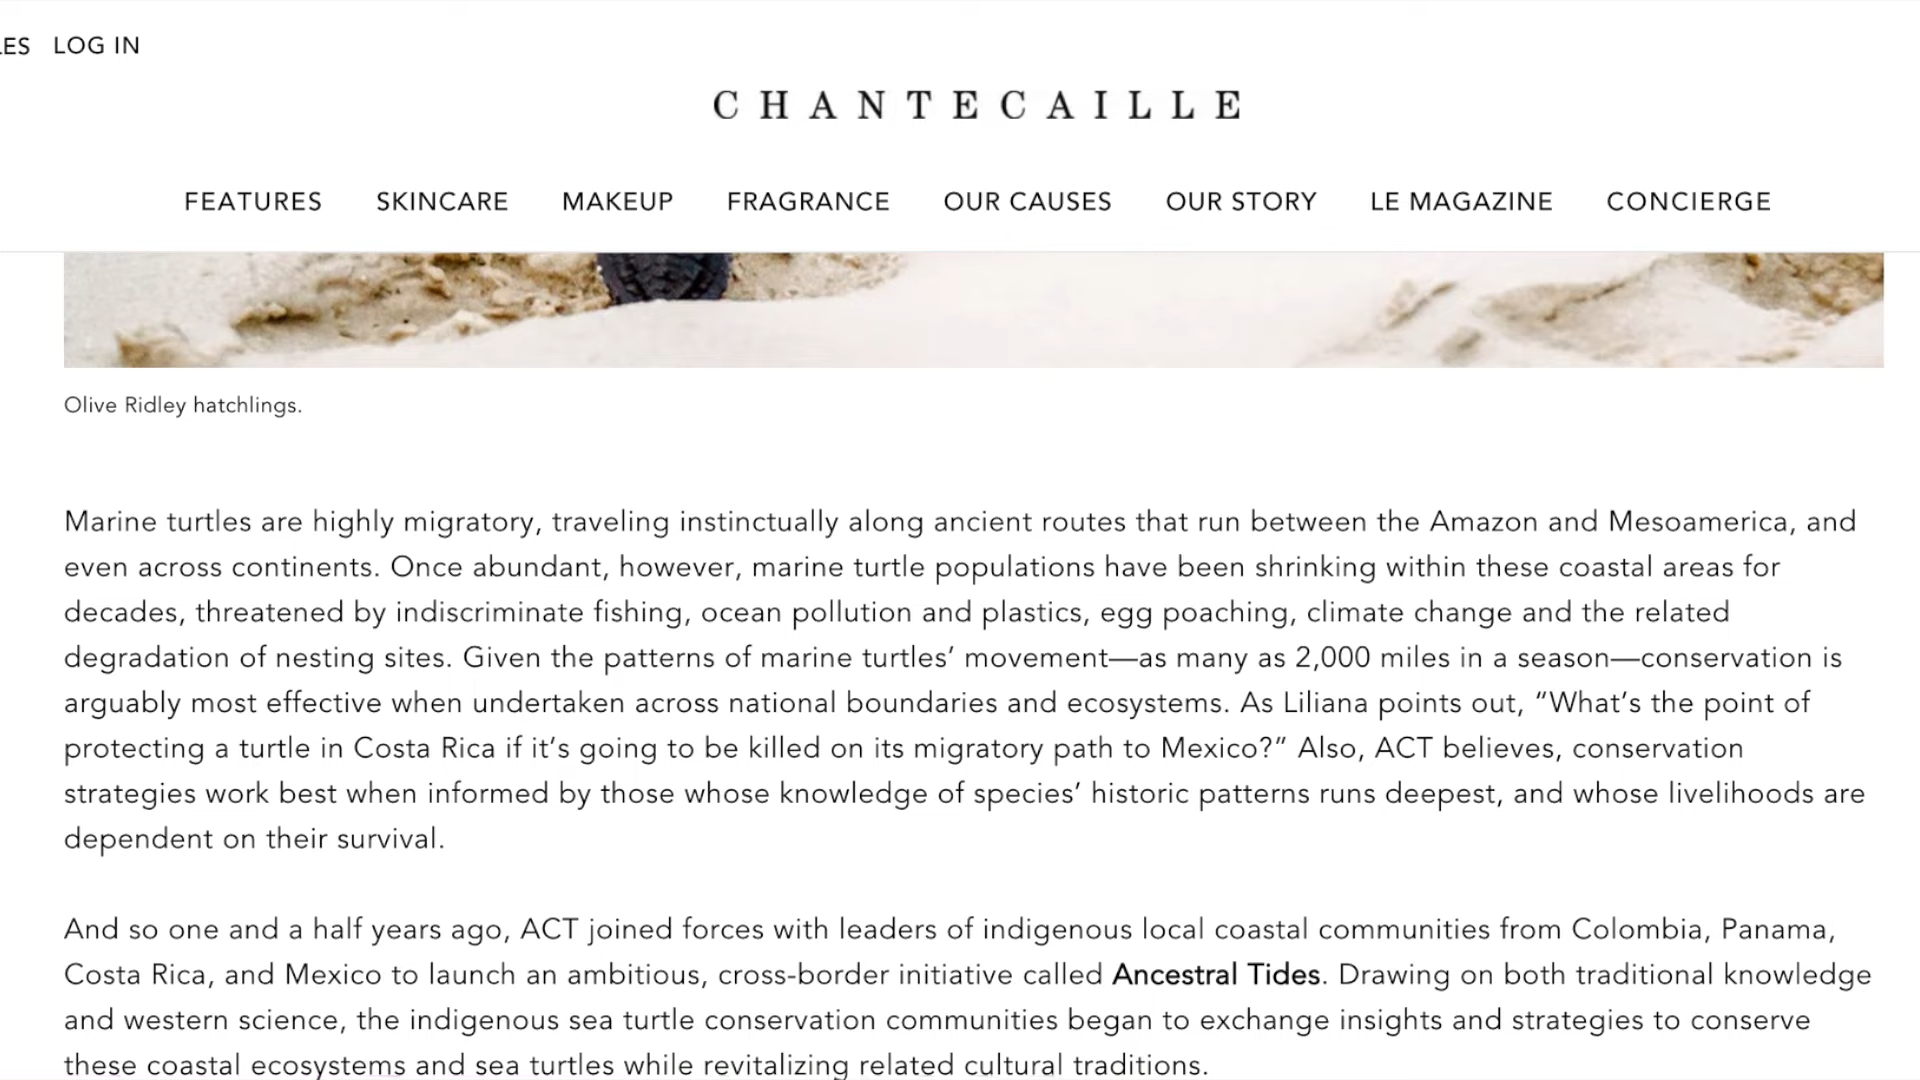 LOG IN
CHANTECAILLE
FEATURES SKINCARE MAKEUP FRAGRANCE OUR CAUSES OUR STORY LE MAGAZINE CONCIERGE
Olive Ridley hatchlings.
Marine turtles are highly migratory, traveling instinctually along ancient routes that run between the Amazon and Mesoamerica, and
even across continents. Once abundant, however, marine turtle populations have been shrinking within these coastal areas for
decades, threatened by indiscriminate fishing, ocean pollution and plastics, egg poaching, climate change and the related
degradation of nesting sites. Given the patterns of marine turtles’ movement—as many as 2,000 miles in a season—conservation is
arguably most effective when undertaken across national boundaries and ecosystems. As Liliana points out, “What’s the point of
protecting a turtle in Costa Rica if it’s going to be killed on its migratory path to Mexico?” Also, ACT believes, conservation
strategies work best when informed by those whose knowledge of species’ historic patterns runs deepest, and whose livelihoods are
dependent on their survival.
And so one and a half years ago, ACT joined forces with leaders of indigenous local coastal communities from Colombia, Panama,
Costa Rica, and Mexico to launch an ambitious, cross-border initiative called Ancestral Tides. Drawing on both traditional knowledge
and western science, the indigenous sea turtle conservation communities began to exchange insights and strategies to conserve
these coastal ecosystems and sea turtles while revitalizing related cultural traditions.